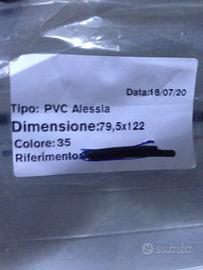 Data:18/07/20
Tipo: PVC Alessia
Dimensione:79,5x122
Colore:35
Riferimento
subito